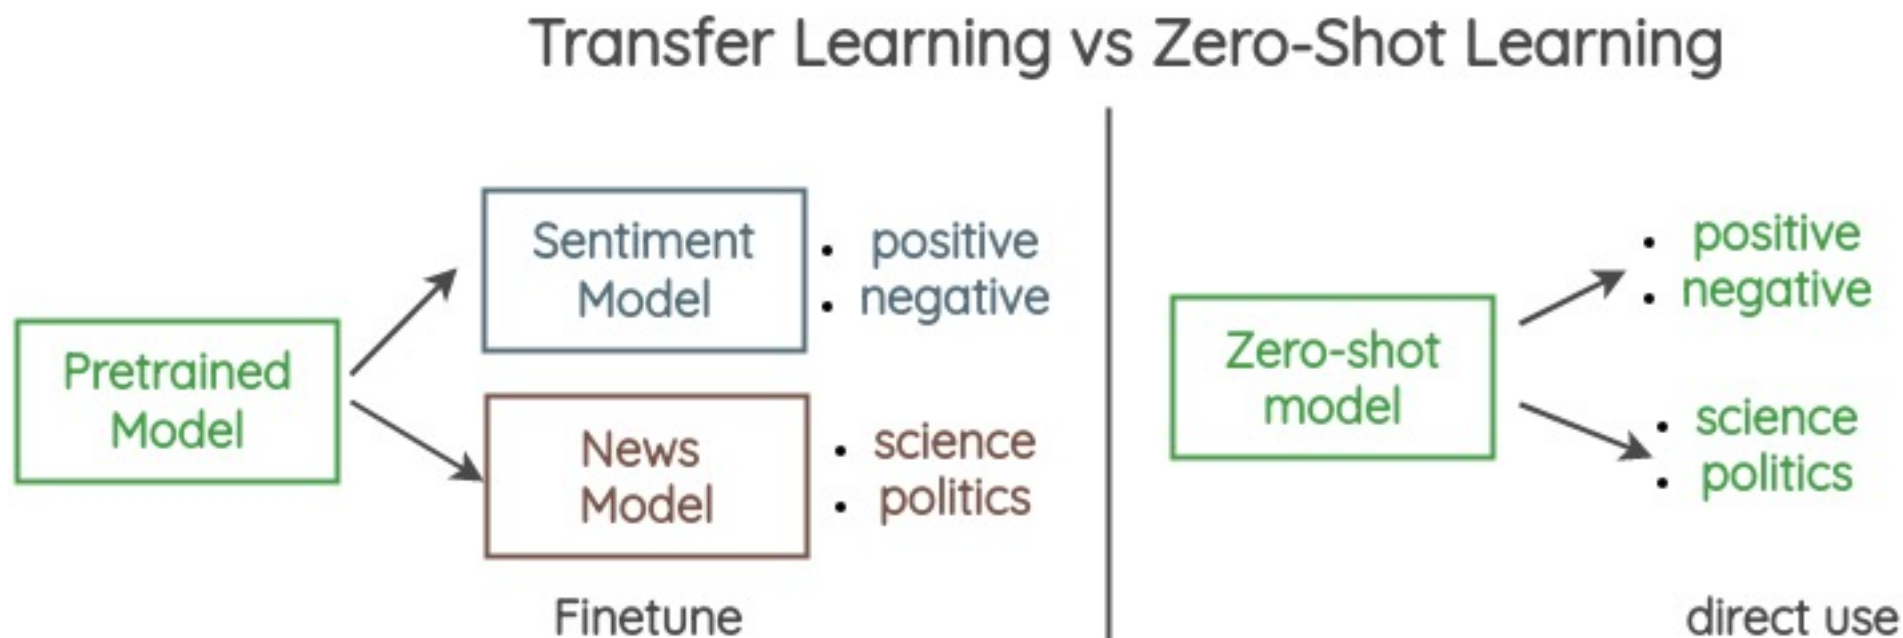 Transfer Learning vs Zero-Shot Learning
Pretrained
Model
Sentiment
Model
• positive
• negative
News
Model
• science
• politics
Finetune
Zero-shot
model
• positive
• negative
• science
• politics
direct use